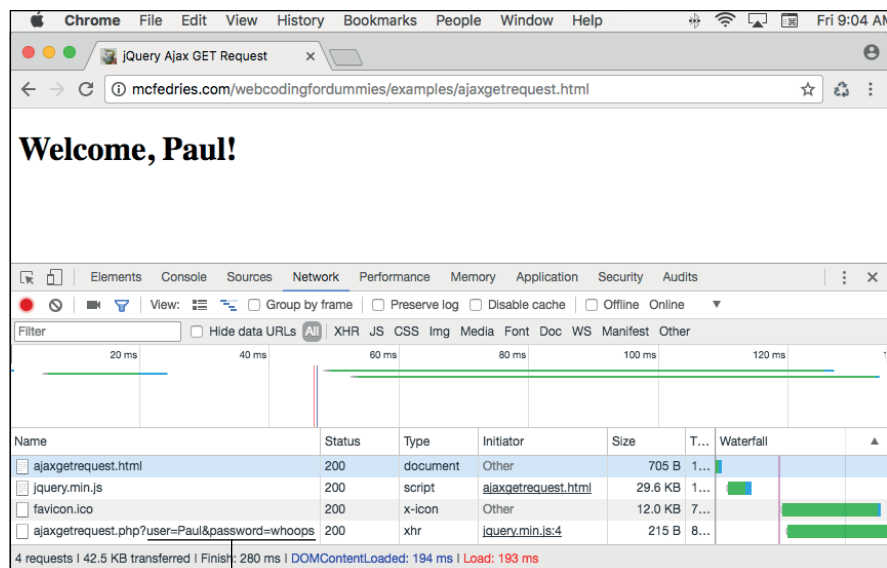 Chrome File Edit View History Bookmarks People Window Help Fri 9:04 AM
jQuery Ajax GET Request
mcfedries.com/webcodingfordummies/examples/ajaxgetrequest.html
Welcome, Paul!
Elements Console Sources Network Performance Memory Application Security Audits
View: Group by frame Preserve log Disable cache Offline Online
Filter Hide data URLs All XHR JS CSS Img Media Font Doc WS Manifest Other
20 ms 40 ms 60 ms 80 ms 100 ms 120 ms
Name Status Type Initiator Size T... Waterfall
ajaxgetrequest.html 200 document Other 705 B 1...
jquery.min.js 200 script ajaxgetrequest.html 29.6 KB 1...
favicon.ico 200 x-icon Other 12.0 KB 7...
ajaxgetrequest.php?user=Paul&password=whoops 200 xhr jquery.min.js:4 215 B 8...
4 requests | 42.5 KB transferred | Finish: 280 ms | DOMContentLoaded: 194 ms | Load: 193 ms